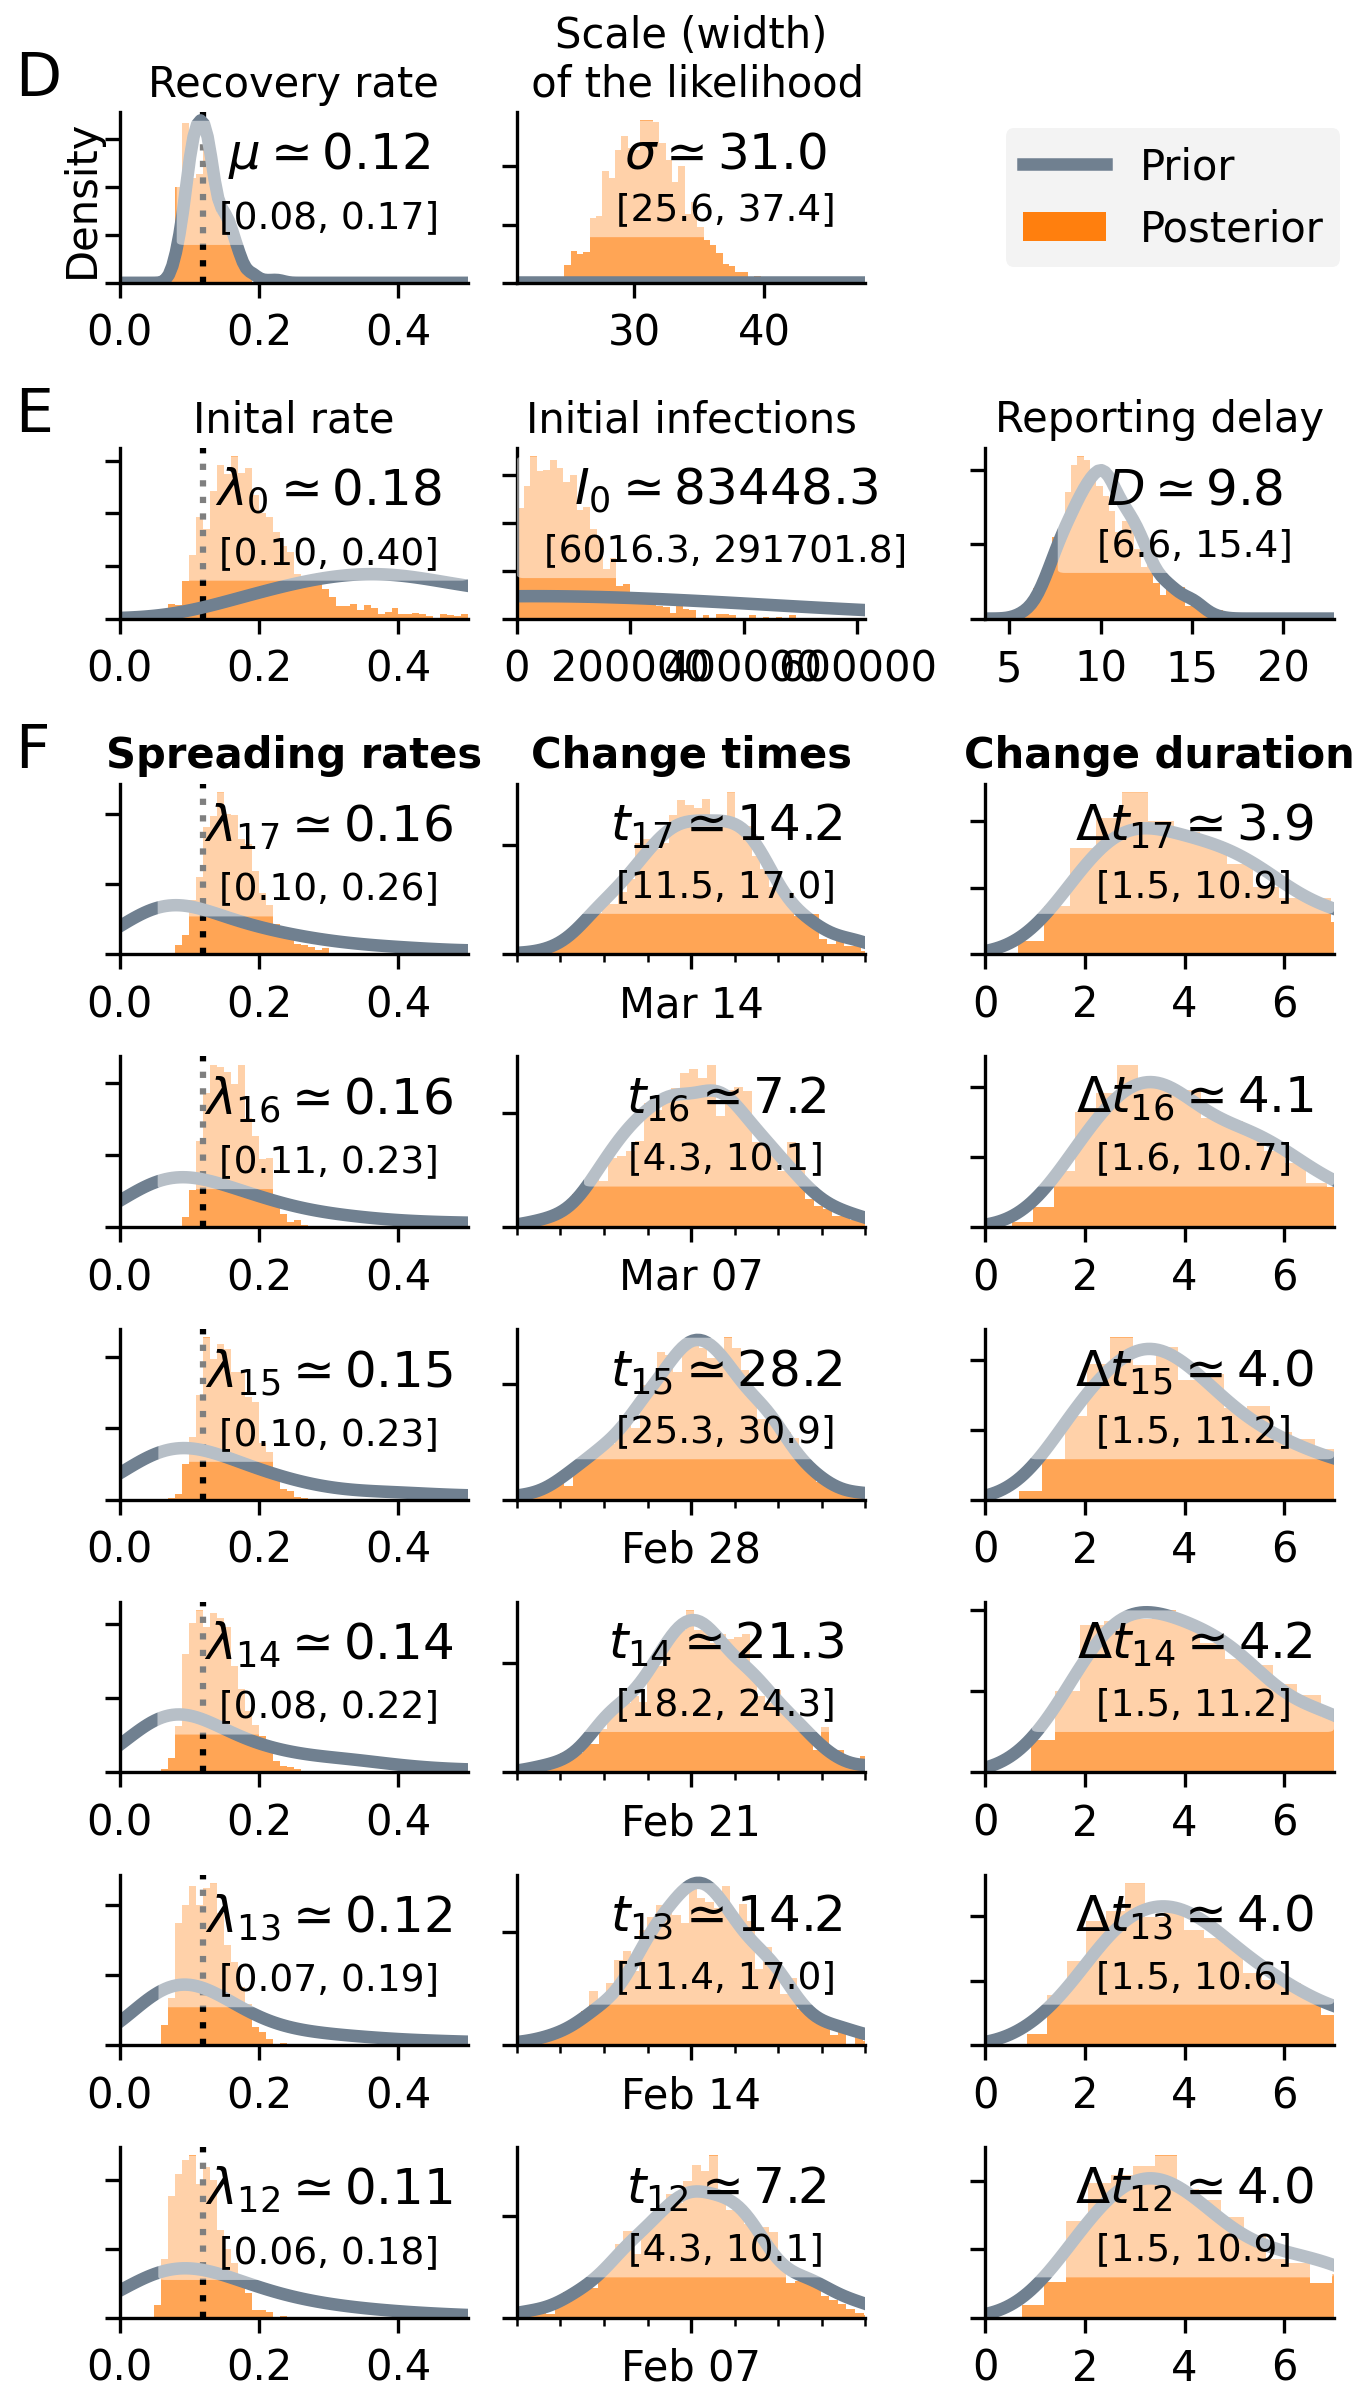 D
Recovery rate
Scale (width)
of the likelihood
Density
μ ≃ 0.12
[0.08, 0.17]
0.0 0.2 0.4
σ ≃ 31.0
[25.6, 37.4]
30 40
Prior
Posterior
E
Inital rate
λ0 ≃ 0.18
[0.10, 0.40]
0.0 0.2 0.4
Initial infections
I0 ≃ 83448.3
[6016.3, 291701.8]
0 200000 400000 600000
Reporting delay
D ≃ 9.8
[6.6, 15.4]
5 10 15 20
F
Spreading rates
Change times
Change duration
λ17 ≃ 0.16
[0.10, 0.26]
0.0 0.2 0.4
t17 ≃ 14.2
[11.5, 17.0]
Mar 14
Δt17 ≃ 3.9
[1.5, 10.9]
0 2 4 6
λ16 ≃ 0.16
[0.11, 0.23]
0.0 0.2 0.4
t16 ≃ 7.2
[4.3, 10.1]
Mar 07
Δt16 ≃ 4.1
[1.6, 10.7]
0 2 4 6
λ15 ≃ 0.15
[0.10, 0.23]
0.0 0.2 0.4
t15 ≃ 28.2
[25.3, 30.9]
Feb 28
Δt15 ≃ 4.0
[1.5, 11.2]
0 2 4 6
λ14 ≃ 0.14
[0.08, 0.22]
0.0 0.2 0.4
t14 ≃ 21.3
[18.2, 24.3]
Feb 21
Δt14 ≃ 4.2
[1.5, 11.2]
0 2 4 6
λ13 ≃ 0.12
[0.07, 0.19]
0.0 0.2 0.4
t13 ≃ 14.2
[11.4, 17.0]
Feb 14
Δt13 ≃ 4.0
[1.5, 10.6]
0 2 4 6
λ12 ≃ 0.11
[0.06, 0.18]
0.0 0.2 0.4
t12 ≃ 7.2
[4.3, 10.1]
Feb 07
Δt12 ≃ 4.0
[1.5, 10.9]
0 2 4 6